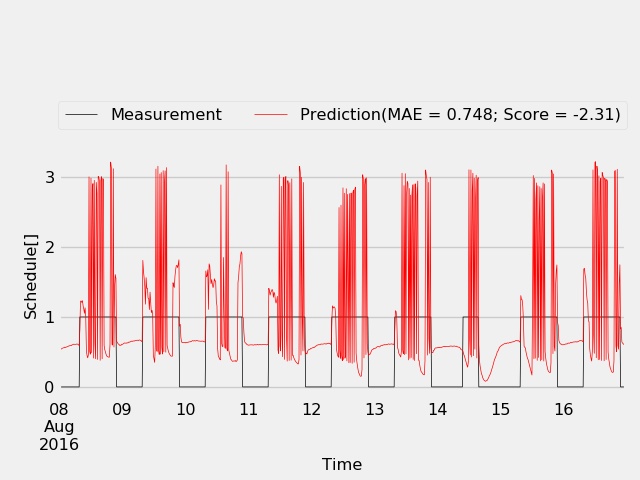 Measurement
Prediction(MAE = 0.748; Score = -2.31)
3
2
1
0
Schedule[]
08 09 10 11 12 13 14 15 16
Aug
2016
Time